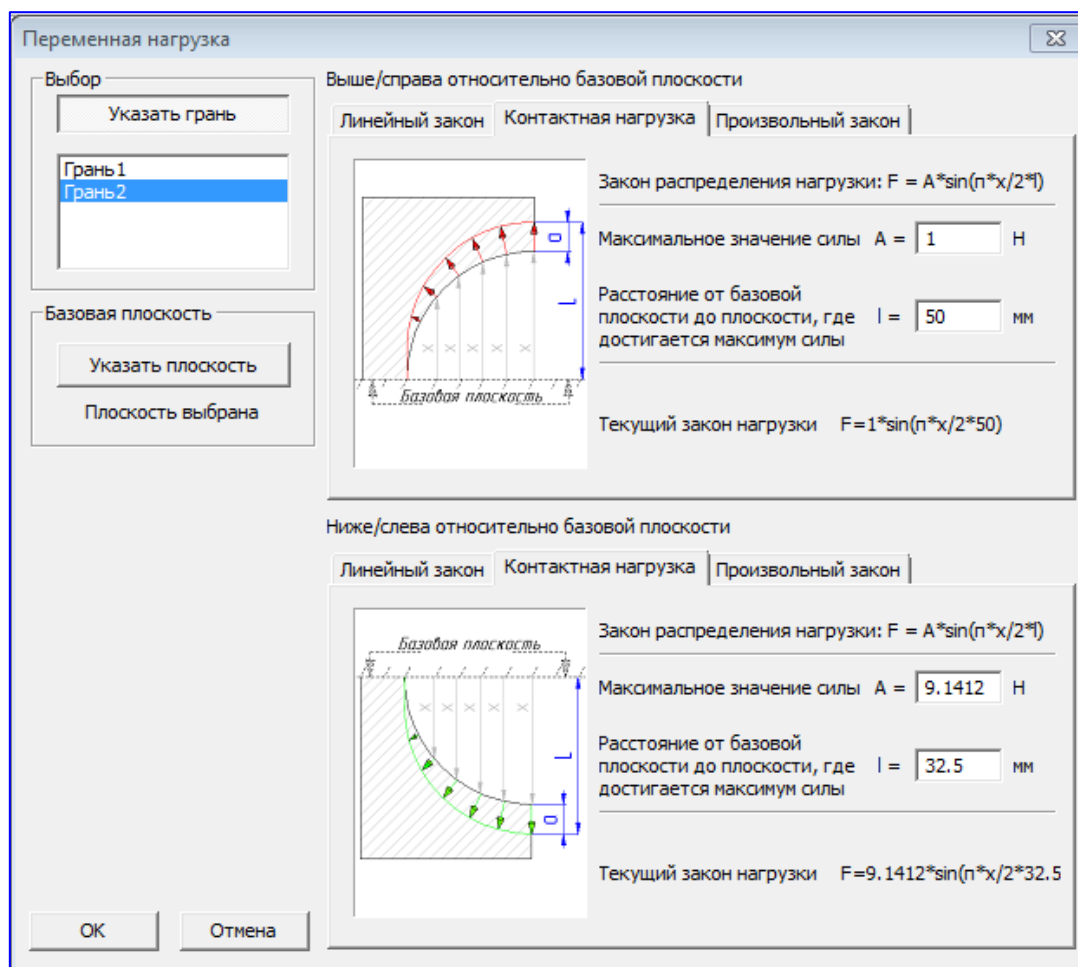 Переменная нагрузка
Выбор
Указать грань
Грань1
Грань2
Базовая плоскость
Указать плоскость
Плоскость выбрана
Выше/справа относительно базовой плоскости
Линейный закон
Контактная нагрузка
Произвольный закон
a
L
x x x x x
Базовая плоскость
Закон распределения нагрузки: F = A*sin(п*x/2*l)
Максимальное значение силы A = 1 Н
Расстояние от базовой
плоскости до плоскости, где l = 50 мм
достигается максимум силы
Текущий закон нагрузки F=1*sin(п*x/2*50)
Ниже/слева относительно базовой плоскости
Линейный закон
Контактная нагрузка
Произвольный закон
Базовая плоскость
x x x x x
L
a
Закон распределения нагрузки: F = A*sin(п*x/2*l)
Максимальное значение силы A = 9.1412 Н
Расстояние от базовой
плоскости до плоскости, где l = 32.5 мм
достигается максимум силы
Текущий закон нагрузки F=9.1412*sin(п*x/2*32.5
OK
Отмена